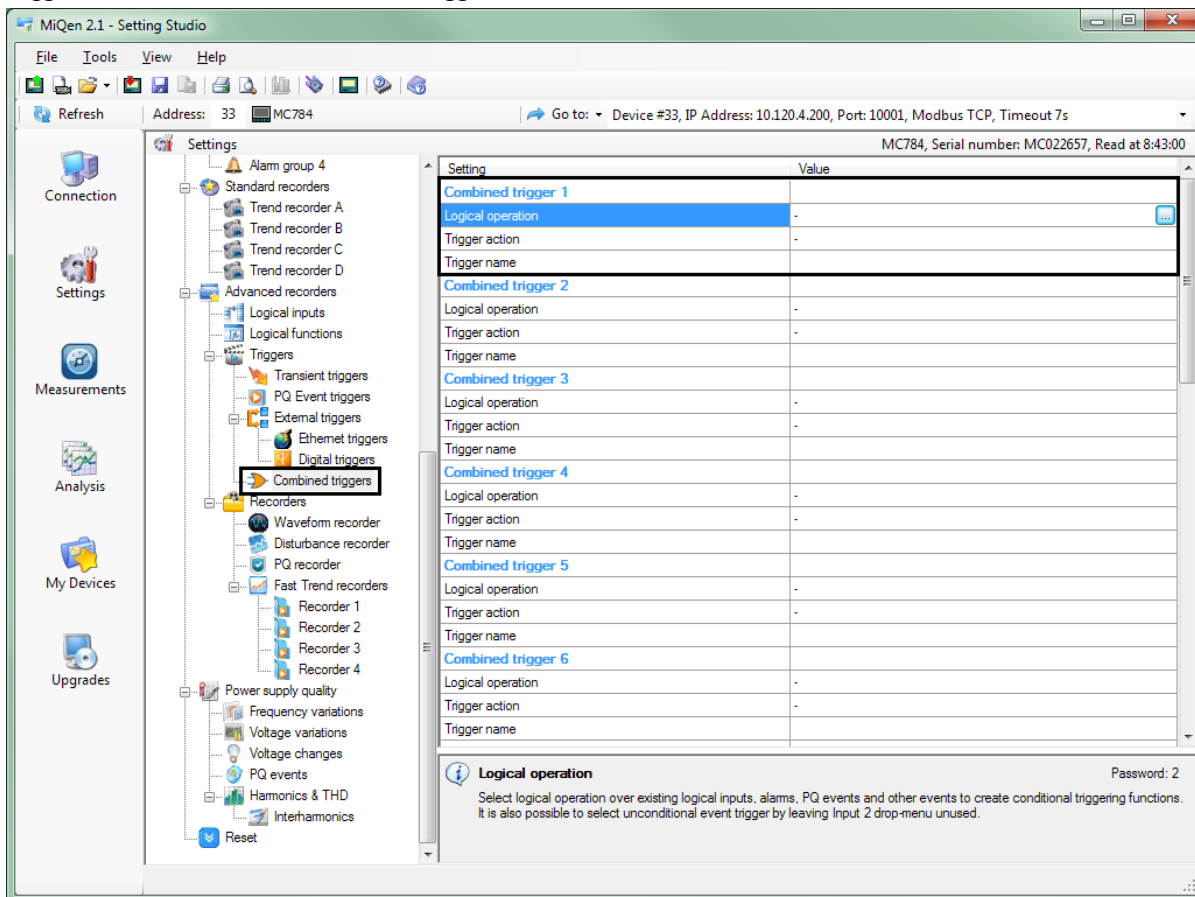 MiQen 2.1 - Setting Studio
File Tools View Help
Refresh Address: 33 MC784 Go to: Device #33, IP Address: 10.120.4.200, Port: 10001, Modbus TCP, Timeout 7s
Settings MC784, Serial number: MC022657, Read at 8:43:00
Connection
Settings
Measurements
Analysis
My Devices
Upgrades
Alarm group 4
Standard recorders
Trend recorder A
Trend recorder B
Trend recorder C
Trend recorder D
Advanced recorders
Logical inputs
Logical functions
Triggers
Transient triggers
PQ Event triggers
External triggers
Ethernet triggers
Digital triggers
Combined triggers
Recorders
Waveform recorder
Disturbance recorder
PQ recorder
Fast Trend recorders
Recorder 1
Recorder 2
Recorder 3
Recorder 4
Power supply quality
Frequency variations
Voltage variations
Voltage changes
PQ events
Harmonics & THD
Interharmonics
Reset
Setting Value
Combined trigger 1
Logical operation - ...
Trigger action -
Trigger name
Combined trigger 2
Logical operation -
Trigger action -
Trigger name
Combined trigger 3
Logical operation -
Trigger action -
Trigger name
Combined trigger 4
Logical operation -
Trigger action -
Trigger name
Combined trigger 5
Logical operation -
Trigger action -
Trigger name
Combined trigger 6
Logical operation -
Trigger action -
Trigger name
Logical operation Password: 2
Select logical operation over existing logical inputs, alarms, PQ events and other events to create conditional triggering functions.
It is also possible to select unconditional event trigger by leaving Input 2 drop-menu unused.